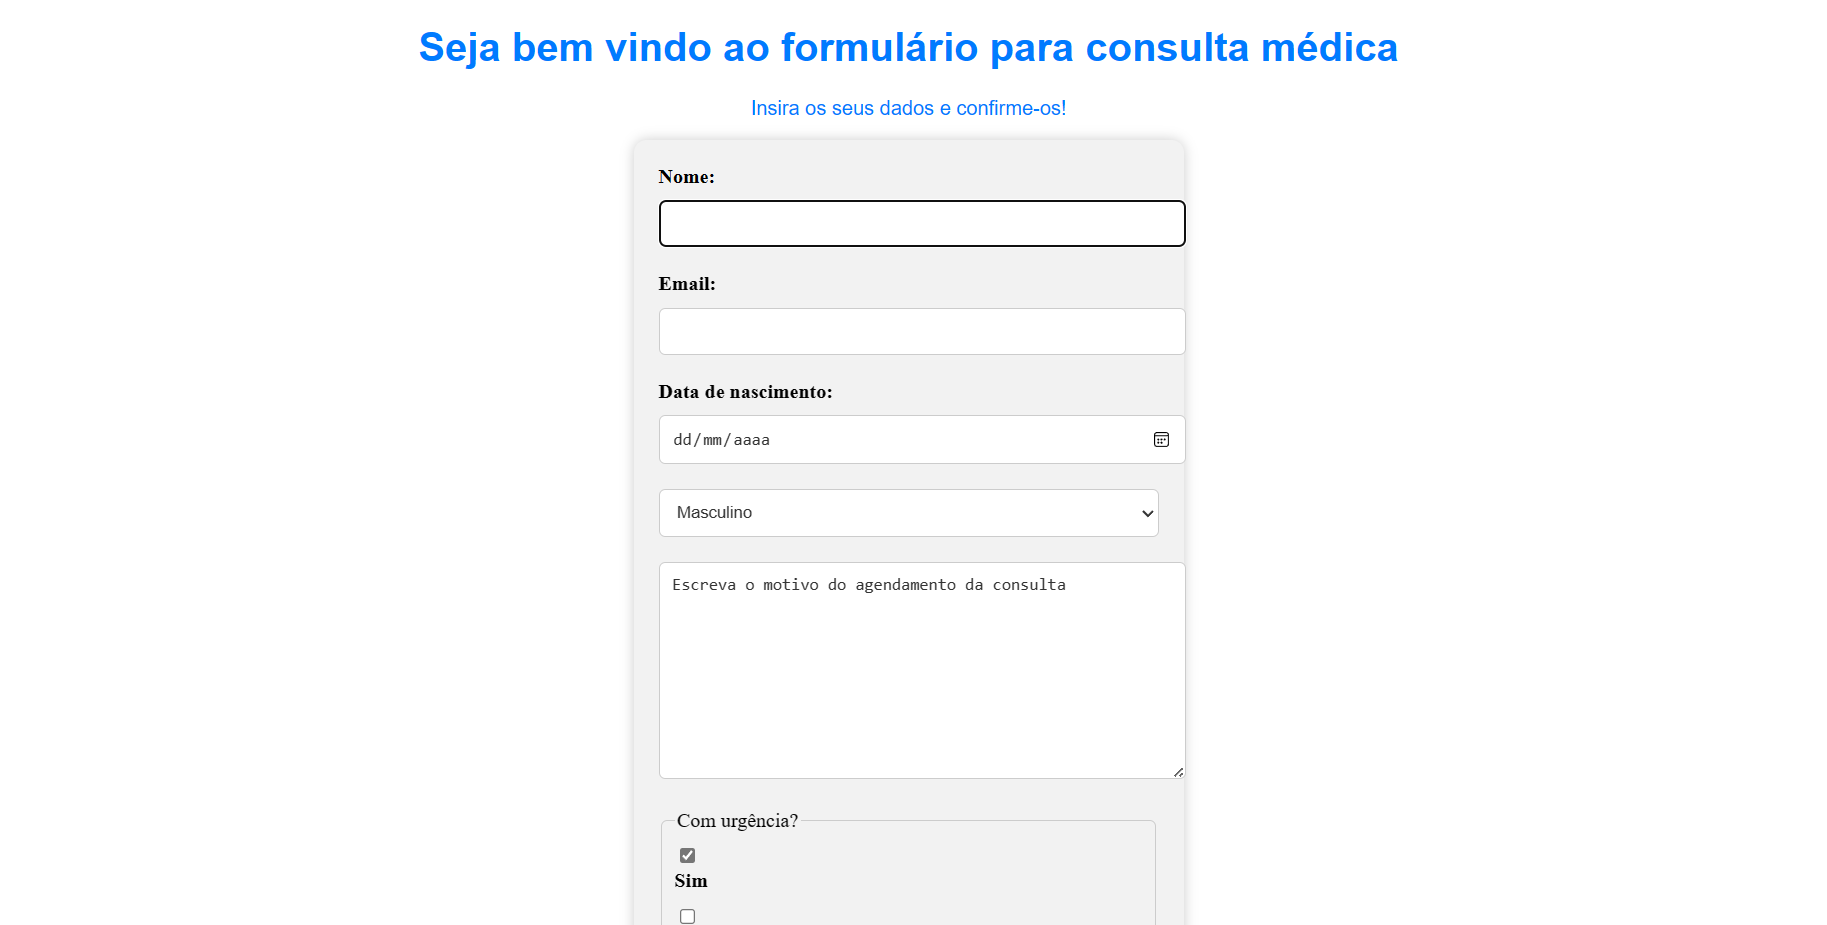 Seja bem vindo ao formulário para consulta médica
Insira os seus dados e confirme-os!
Nome:
Email:
Data de nascimento:
dd/mm/aaaa
Masculino
Escreva o motivo do agendamento da consulta
Com urgência?
Sim